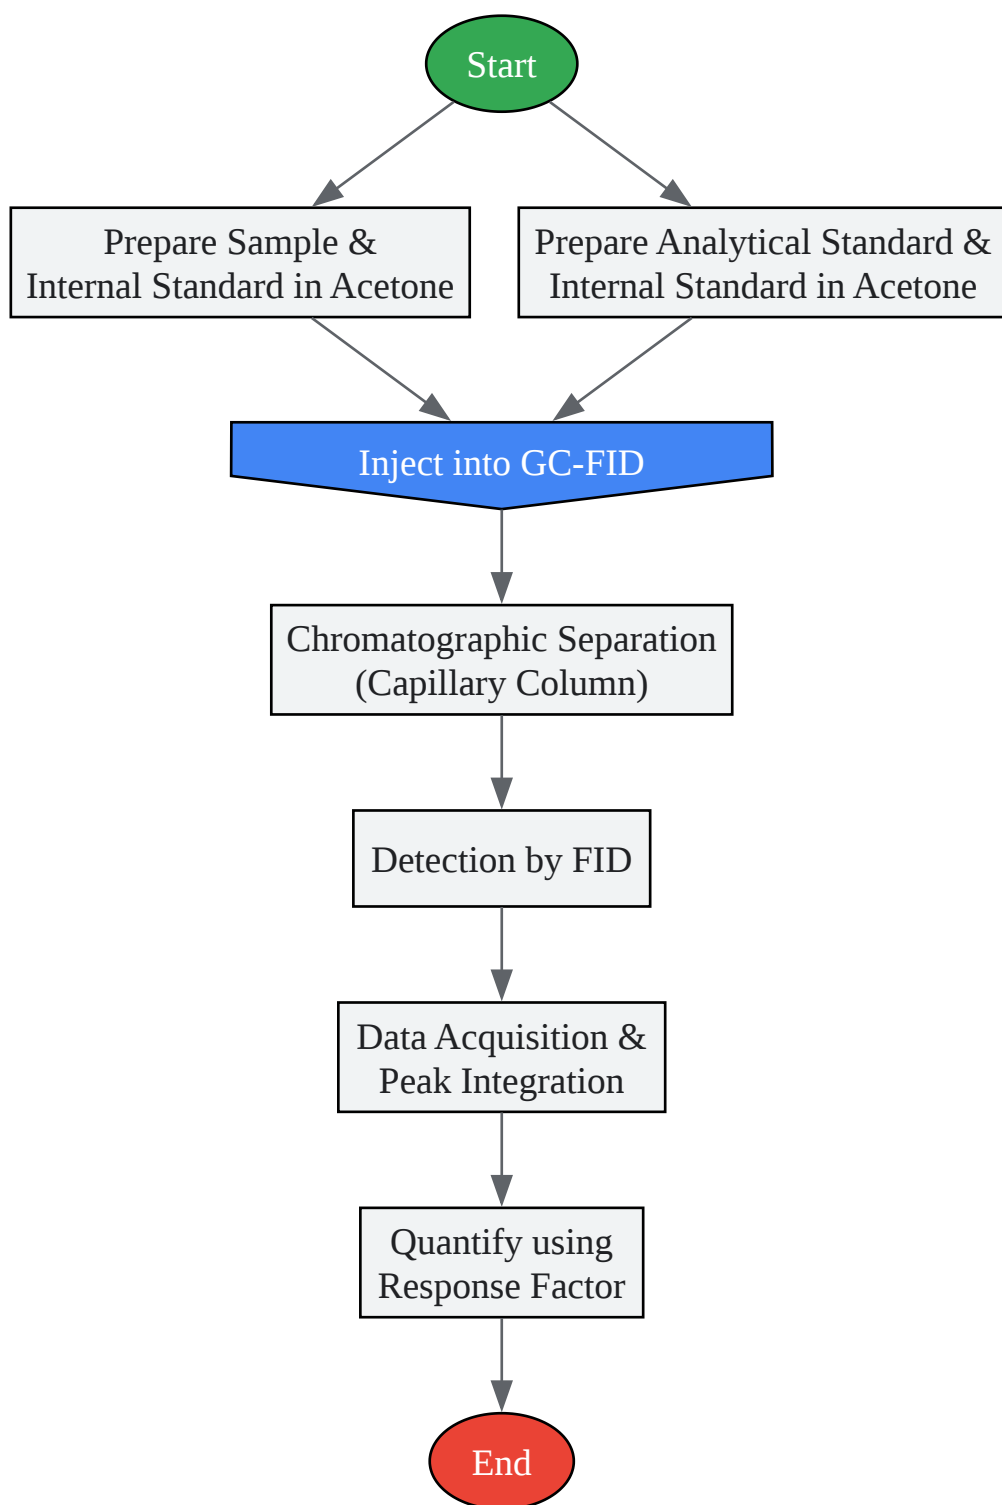 Start
Prepare Sample &
Internal Standard in Acetone
Prepare Analytical Standard &
Internal Standard in Acetone
Inject into GC-FID
Chromatographic Separation
(Capillary Column)
Detection by FID
Data Acquisition &
Peak Integration
Quantify using
Response Factor
End